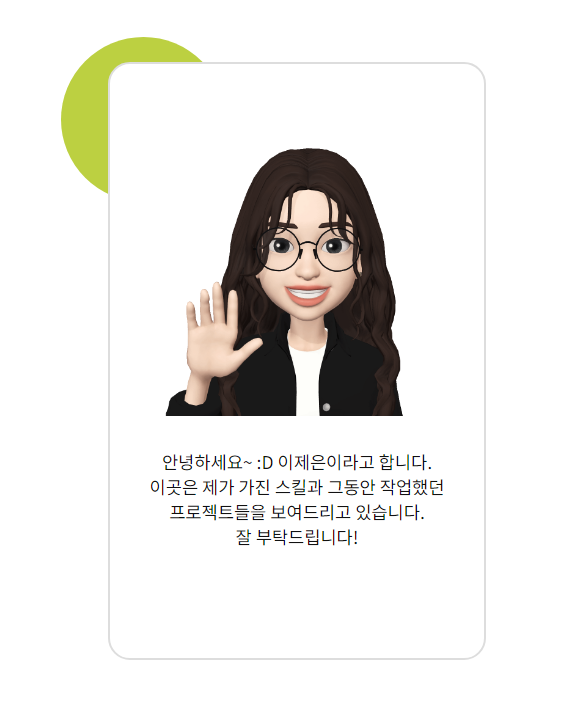 안녕하세요~ :D 이제은이라고 합니다.
이곳은 제가 가진 스킬과 그동안 작업했던
프로젝트들을 보여드리고 있습니다.
잘 부탁드립니다!